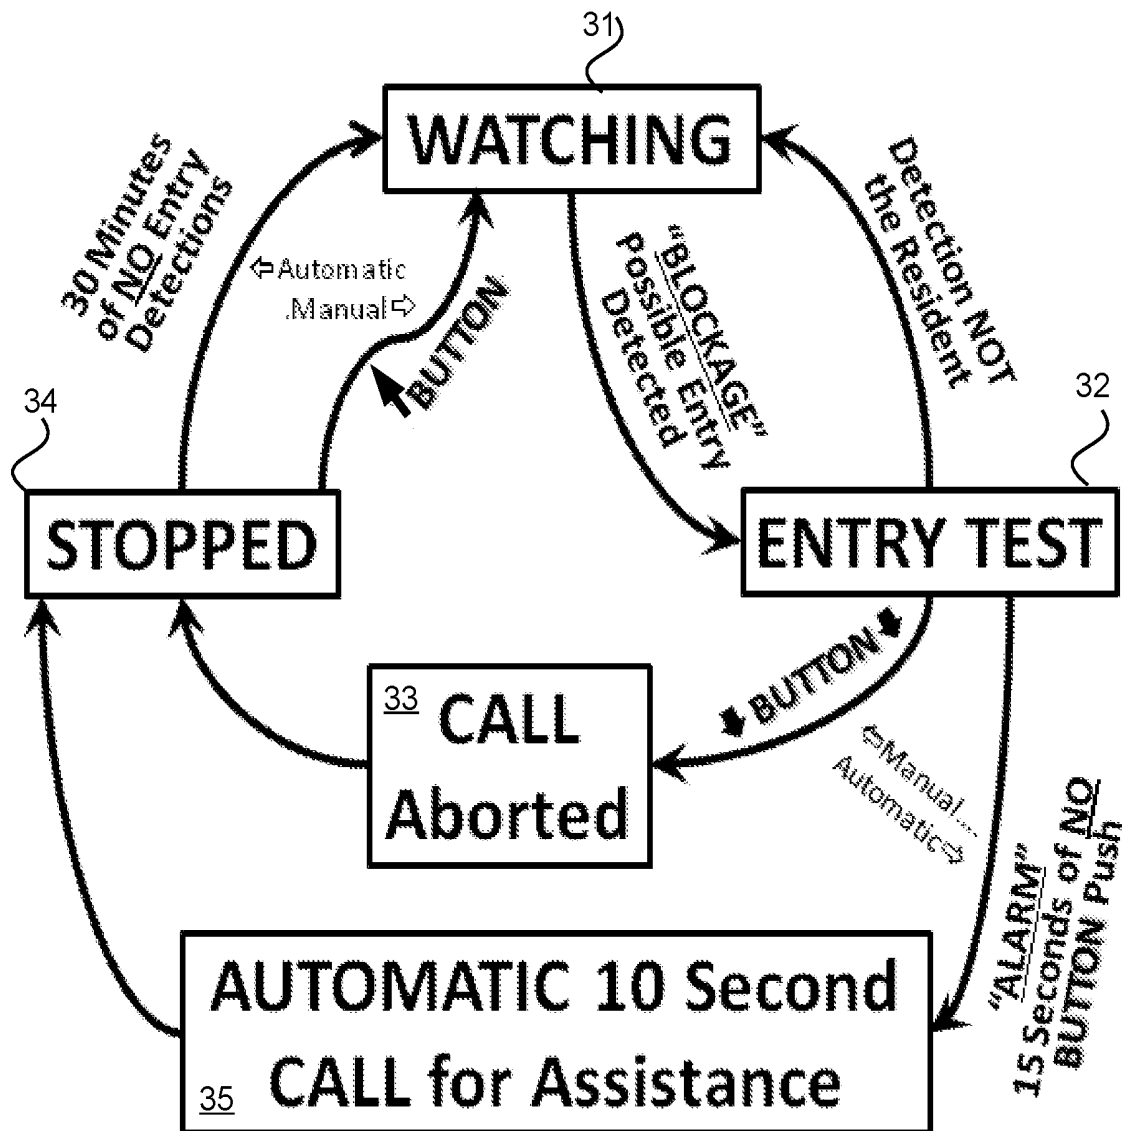 31
WATCHING
30 Minutes
of NO Entry
Detections
⇦Automatic
.Manual⇨
BUTTON
"BLOCKAGE"
Possible Entry
Detected
Detection NOT
the Resident
34
STOPPED
32
ENTRY TEST
BUTTON
33
CALL
Aborted
⇦Manual....
Automatic⇨
"ALARM"
15 Seconds of NO
BUTTON Push
AUTOMATIC 10 Second
CALL for Assistance
35